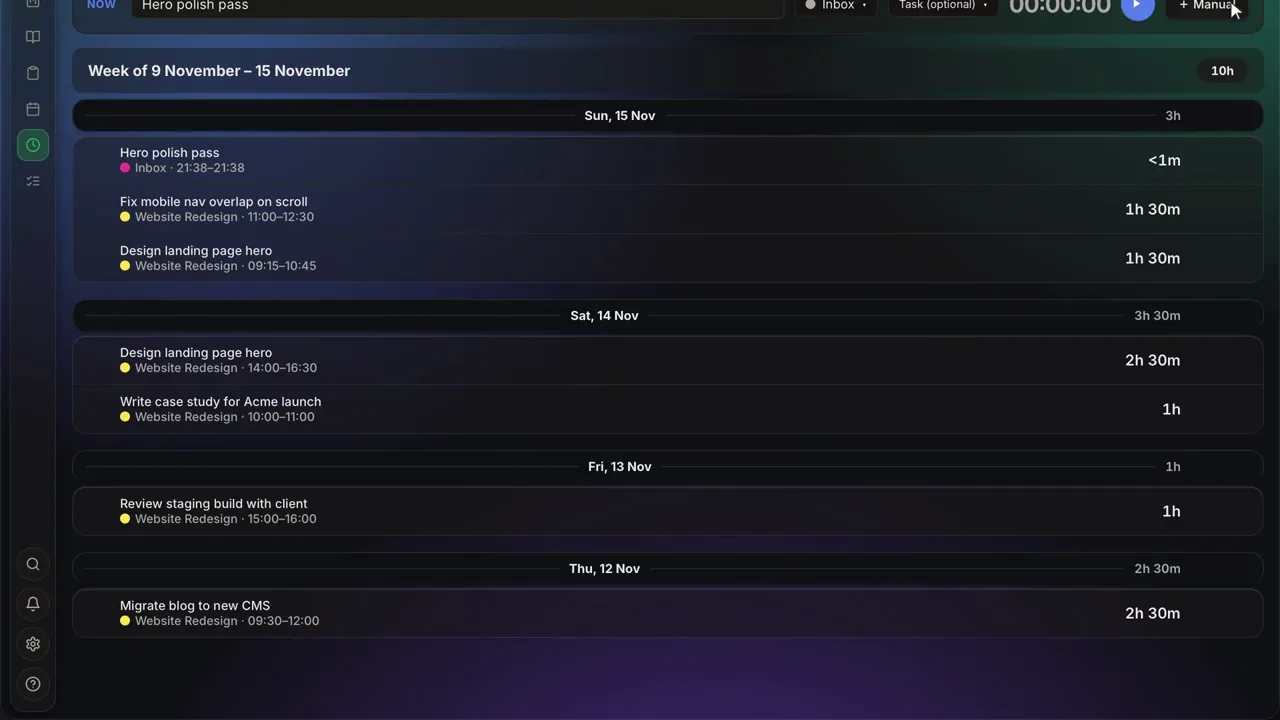 NOW Hero polish pass Inbox Task (optional) 00:00:00 + Manual
Week of 9 November – 15 November 10h
Sun, 15 Nov 3h
Hero polish pass <1m
Inbox · 21:38–21:38
Fix mobile nav overlap on scroll 1h 30m
Website Redesign · 11:00–12:30
Design landing page hero 1h 30m
Website Redesign · 09:15–10:45
Sat, 14 Nov 3h 30m
Design landing page hero 2h 30m
Website Redesign · 14:00–16:30
Write case study for Acme launch 1h
Website Redesign · 10:00–11:00
Fri, 13 Nov 1h
Review staging build with client 1h
Website Redesign · 15:00–16:00
Thu, 12 Nov 2h 30m
Migrate blog to new CMS 2h 30m
Website Redesign · 09:30–12:00